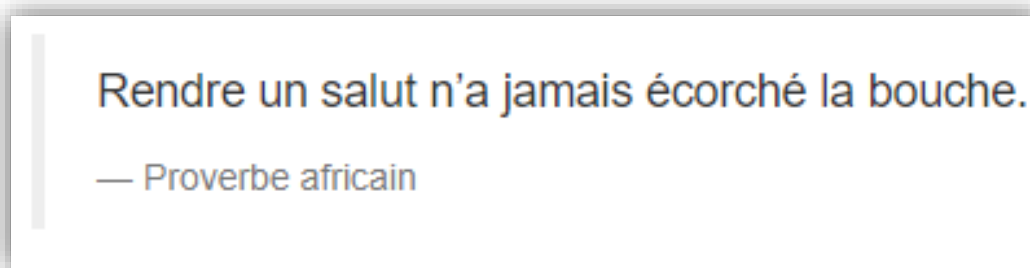 Rendre un salut n’a jamais écorché la bouche.
— Proverbe africain